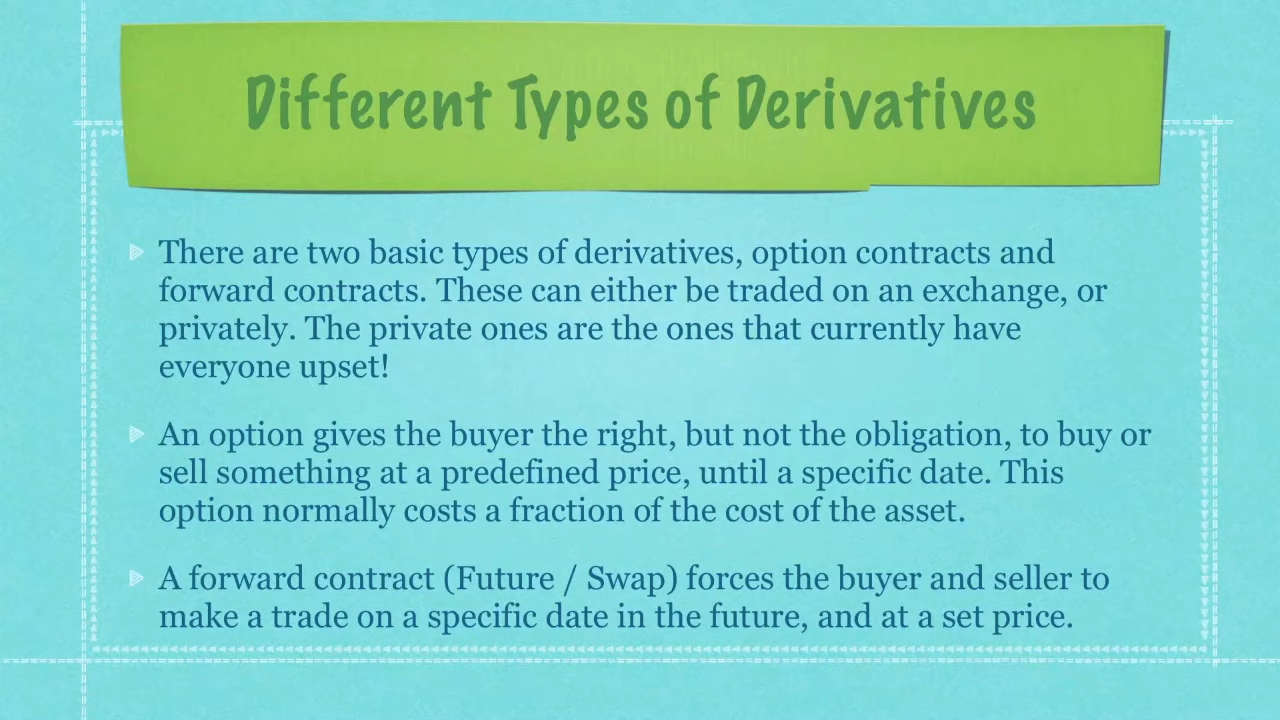 Different Types of Derivatives
There are two basic types of derivatives, option contracts and
forward contracts. These can either be traded on an exchange, or
privately. The private ones are the ones that currently have
everyone upset!
An option gives the buyer the right, but not the obligation, to buy or
sell something at a predefined price, until a specific date. This
option normally costs a fraction of the cost of the asset.
A forward contract (Future / Swap) forces the buyer and seller to
make a trade on a specific date in the future, and at a set price.